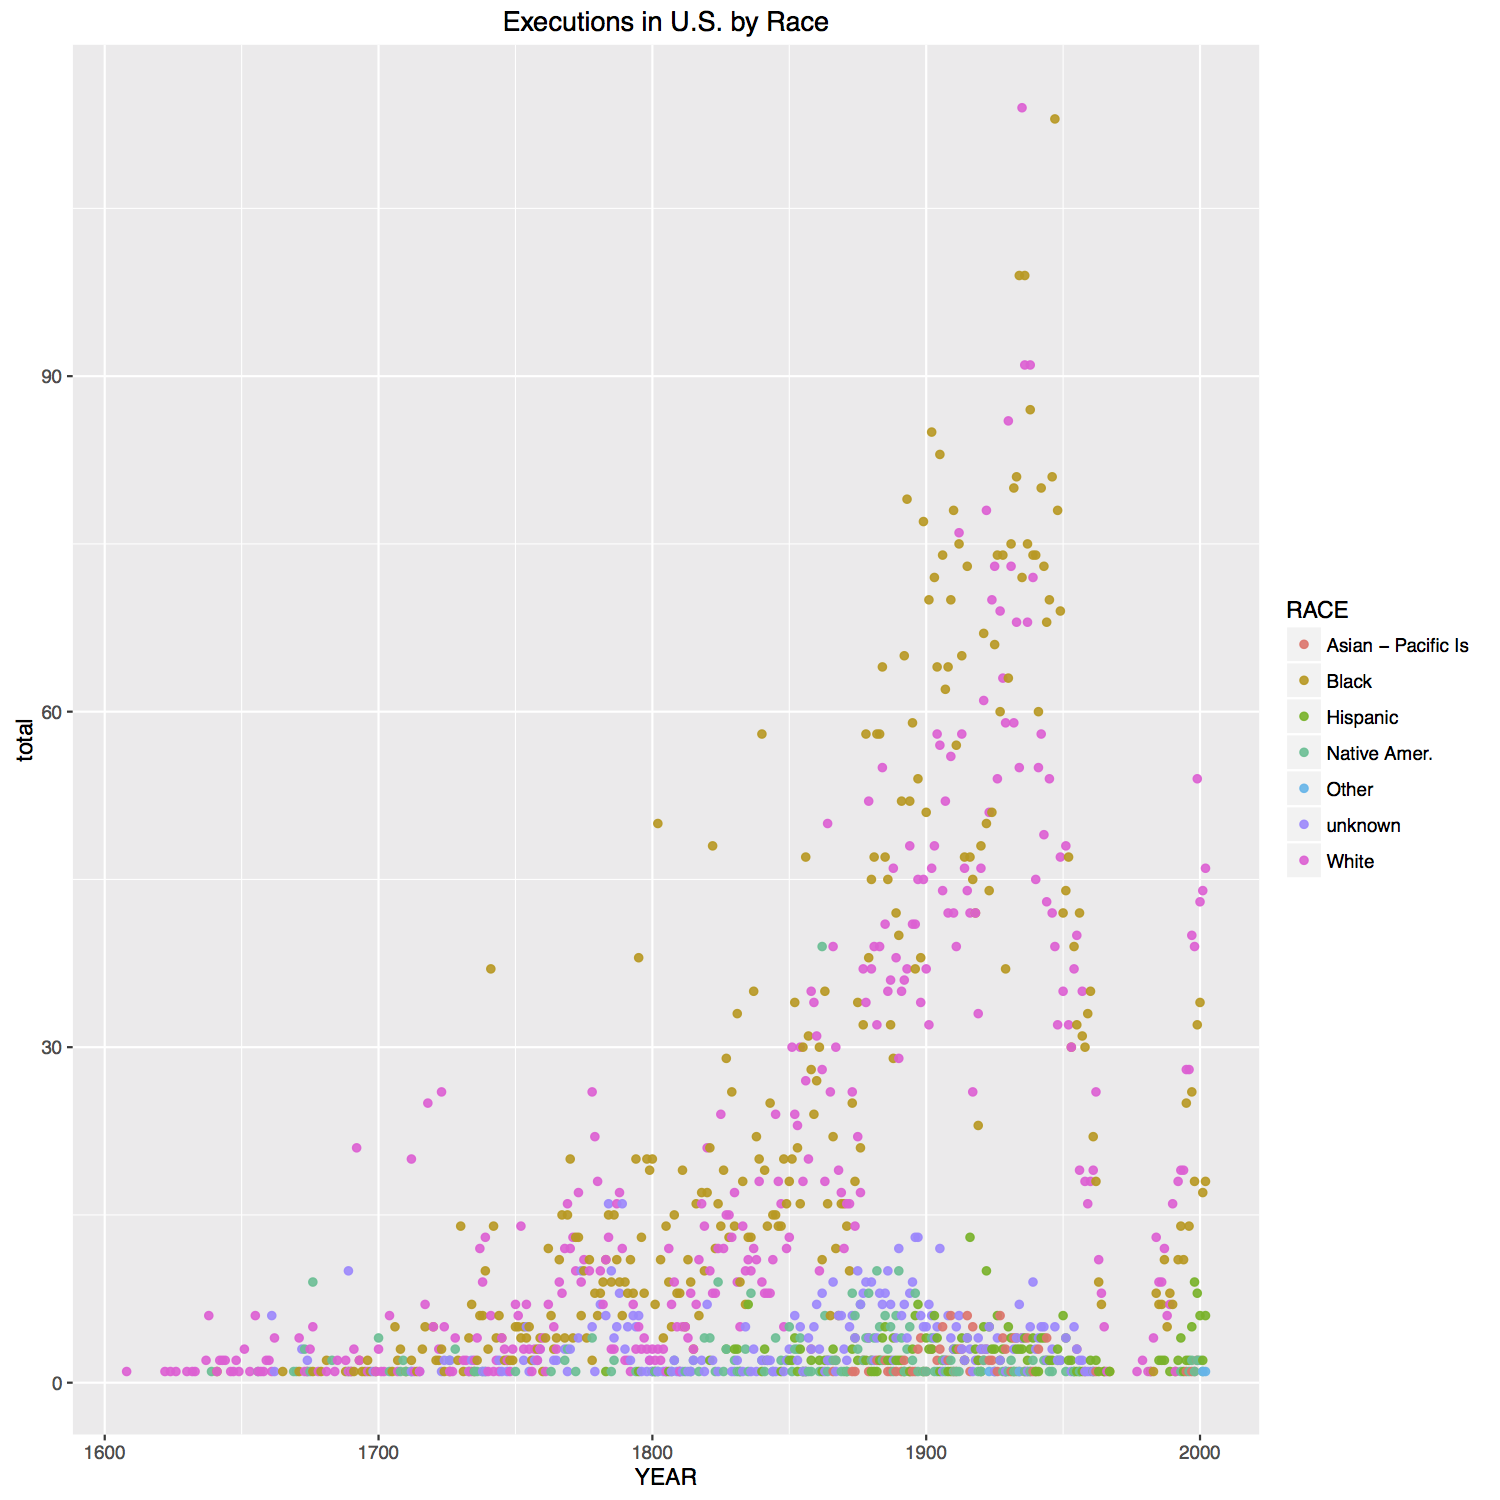 Executions in U.S. by Race
90
60
30
0
total
1600 1700 1800 1900 2000
YEAR
RACE
Asian − Pacific Is
Black
Hispanic
Native Amer.
Other
unknown
White